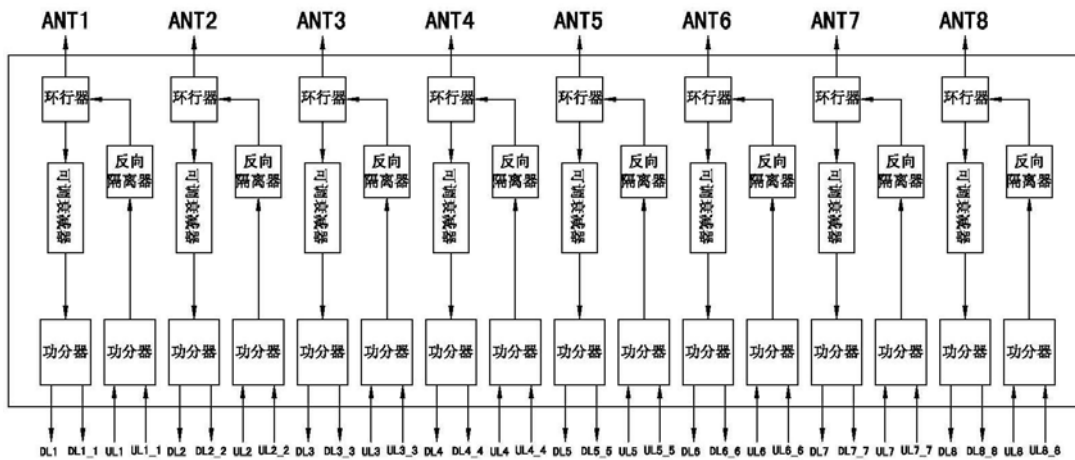 ANT1 ANT2 ANT3 ANT4 ANT5 ANT6 ANT7 ANT8
环行器 环行器 环行器 环行器 环行器 环行器 环行器 环行器
反向 反向 反向 反向 反向 反向 反向 反向
隔离器 隔离器 隔离器 隔离器 隔离器 隔离器 隔离器 隔离器
可调衰减器 可调衰减器 可调衰减器 可调衰减器 可调衰减器 可调衰减器 可调衰减器 可调衰减器
功分器 功分器 功分器 功分器 功分器 功分器 功分器 功分器 功分器 功分器 功分器 功分器 功分器 功分器 功分器 功分器
DL1 DL1_1 UL1 UL1_1 DL2 DL2_2 UL2 UL2_2 DL3 DL3_3 UL3 UL3_3 DL4 DL4_4 UL4 UL4_4 DL5 DL5_5 UL5 UL5_5 DL6 DL6_6 UL6 UL6_6 DL7 DL7_7 UL7 UL7_7 DL8 DL8_8 UL8 UL8_8